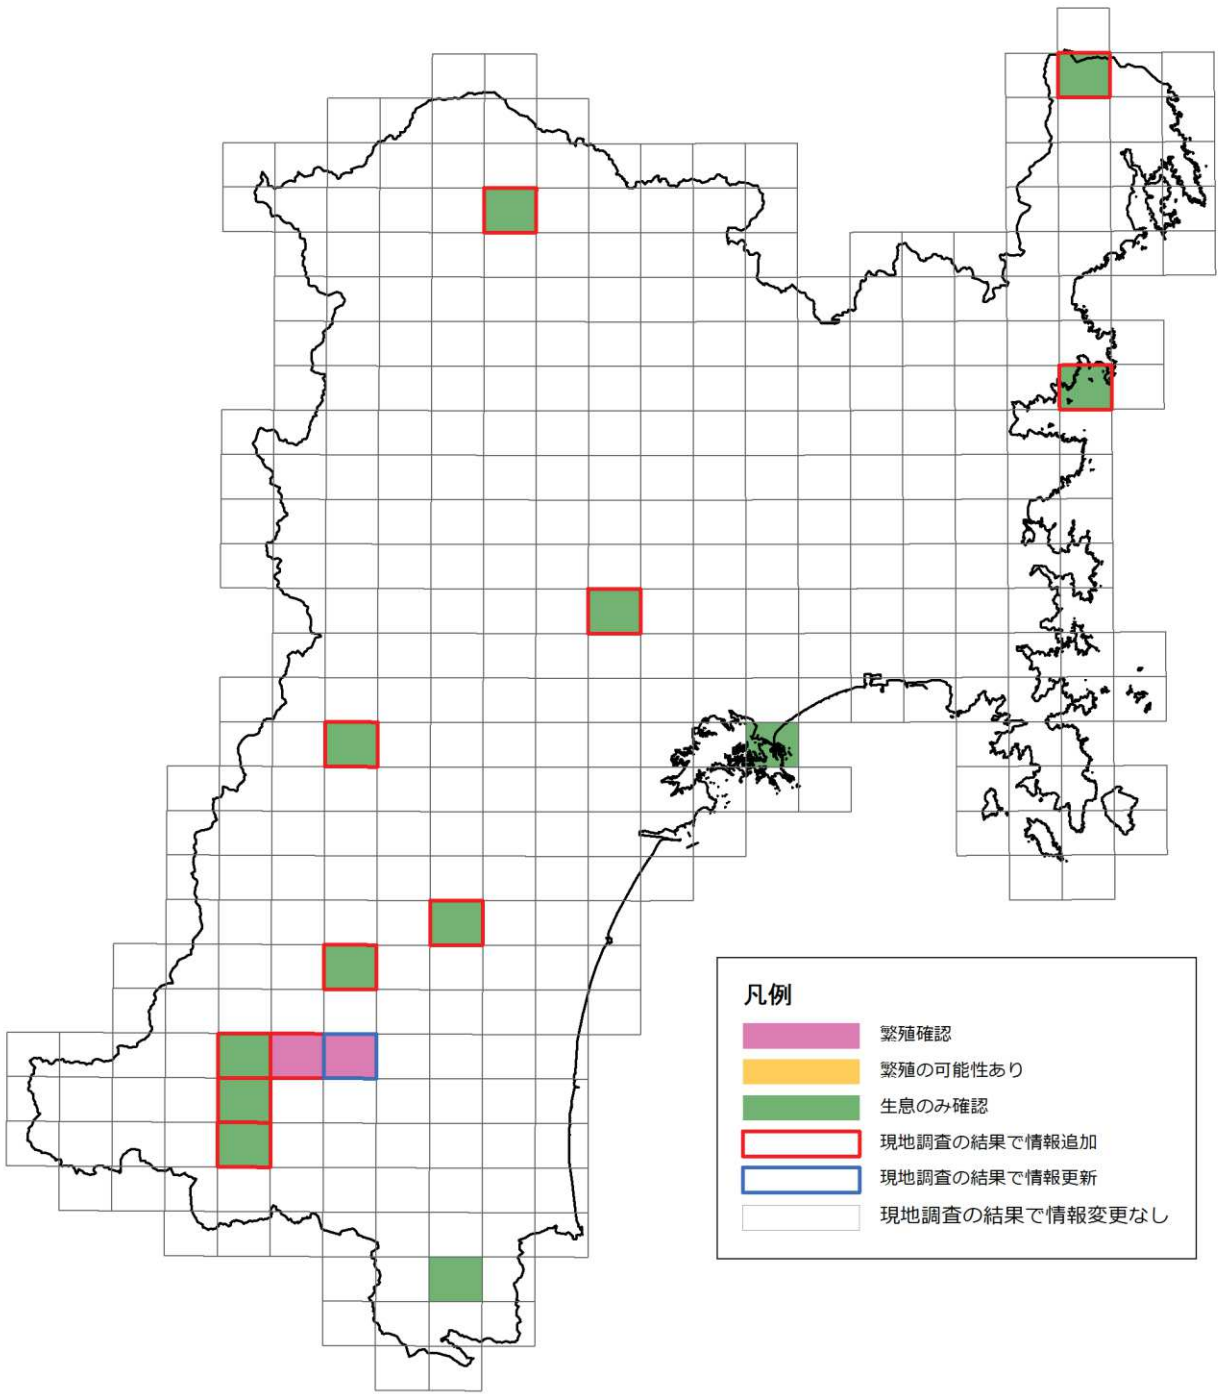 凡例
繁殖確認
繁殖の可能性あり
生息のみ確認
現地調査の結果で情報追加
現地調査の結果で情報更新
現地調査の結果で情報変更なし